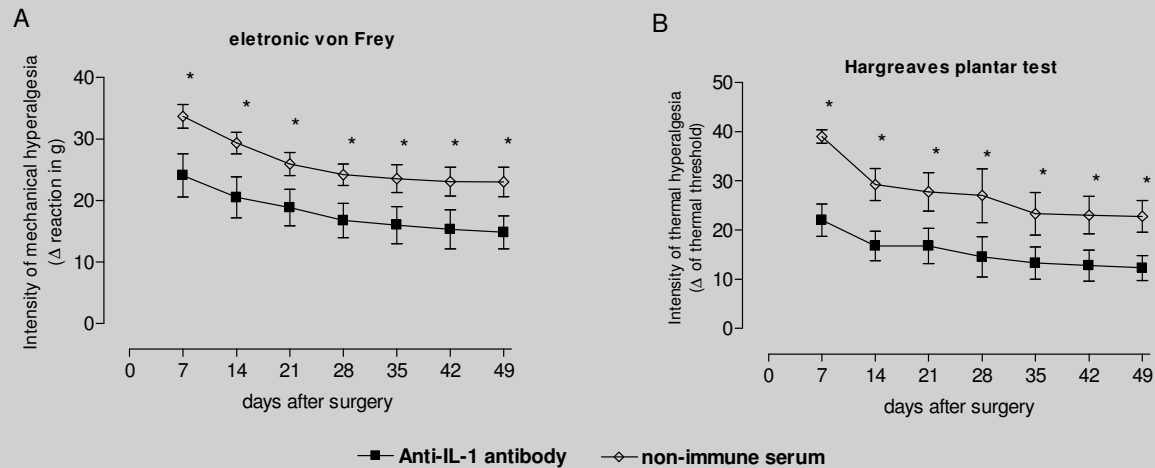 A
eletronic von Frey
Intensity of mechanical hyperalgesia
(Δ reaction in g)
40
30
20
10
0
* * * * * * *
0 7 14 21 28 35 42 49
days after surgery
B
Hargreaves plantar test
Intensity of thermal hyperalgesia
(Δ of thermal threshold)
50
40
30
20
10
0
* * * * * * *
0 7 14 21 28 35 42 49
days after surgery
Anti-IL-1 antibody non-immune serum